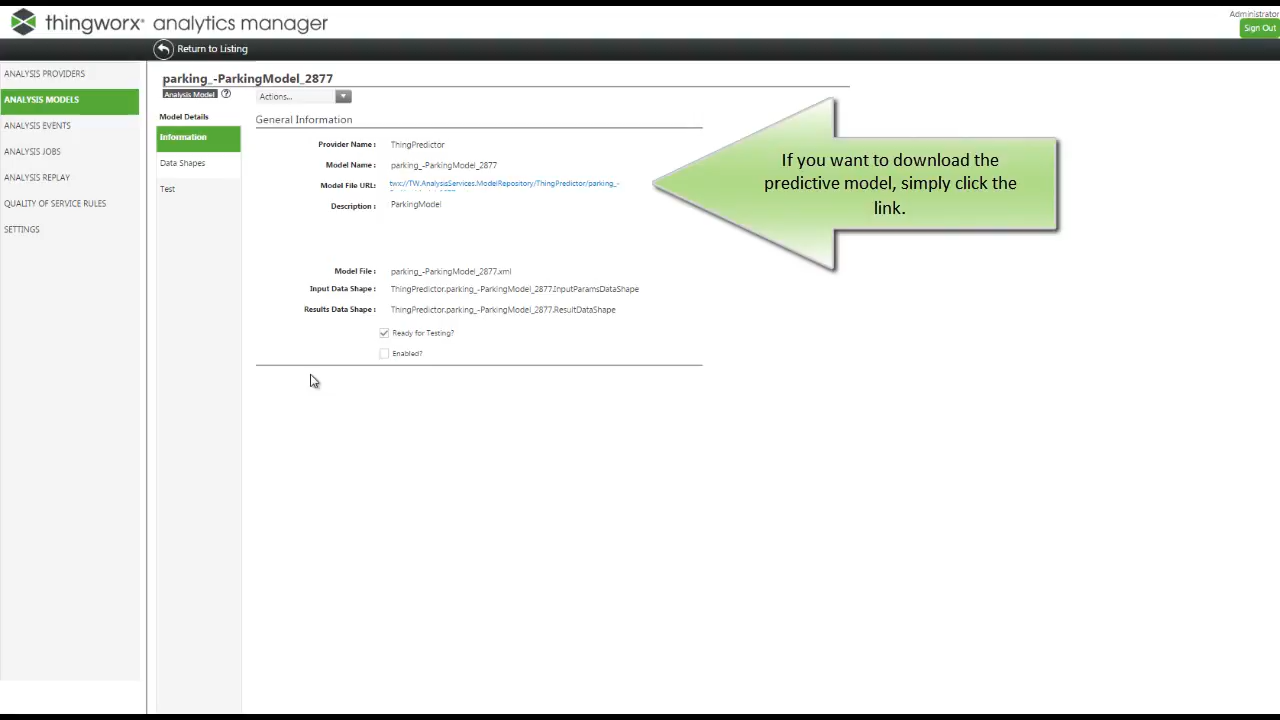 thingworx analytics manager
Administrator
Sign Out
Return to Listing
ANALYSIS PROVIDERS
ANALYSIS MODELS
ANALYSIS EVENTS
ANALYSIS JOBS
ANALYSIS REPLAY
QUALITY OF SERVICE RULES
SETTINGS
parking_-ParkingModel_2877
Analysis Model ? Actions...
Model Details
Information
Data Shapes
Test
General Information
Provider Name : ThingPredictor
Model Name : parking_-ParkingModel_2877
Model File URL: twx://TW.AnalysisServices.ModelRepository/ThingPredictor/parking_-
Description : ParkingModel
Model File : parking_-ParkingModel_2877.xml
Input Data Shape : ThingPredictor.parking_-ParkingModel_2877.InputParamsDataShape
Results Data Shape : ThingPredictor.parking_-ParkingModel_2877.ResultDataShape
Ready for Testing?
Enabled?
If you want to download the
predictive model, simply click the
link.